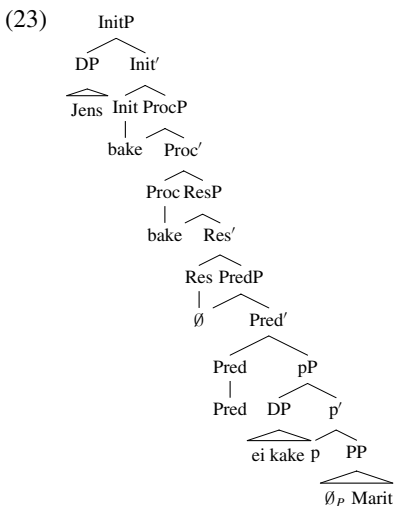 (23) InitP
DP Init′
Jens Init ProcP
bake Proc′
Proc ResP
bake Res′
Res PredP
Ø Pred′
Pred pP
Pred DP p′
ei kake p PP
Ø_P Marit